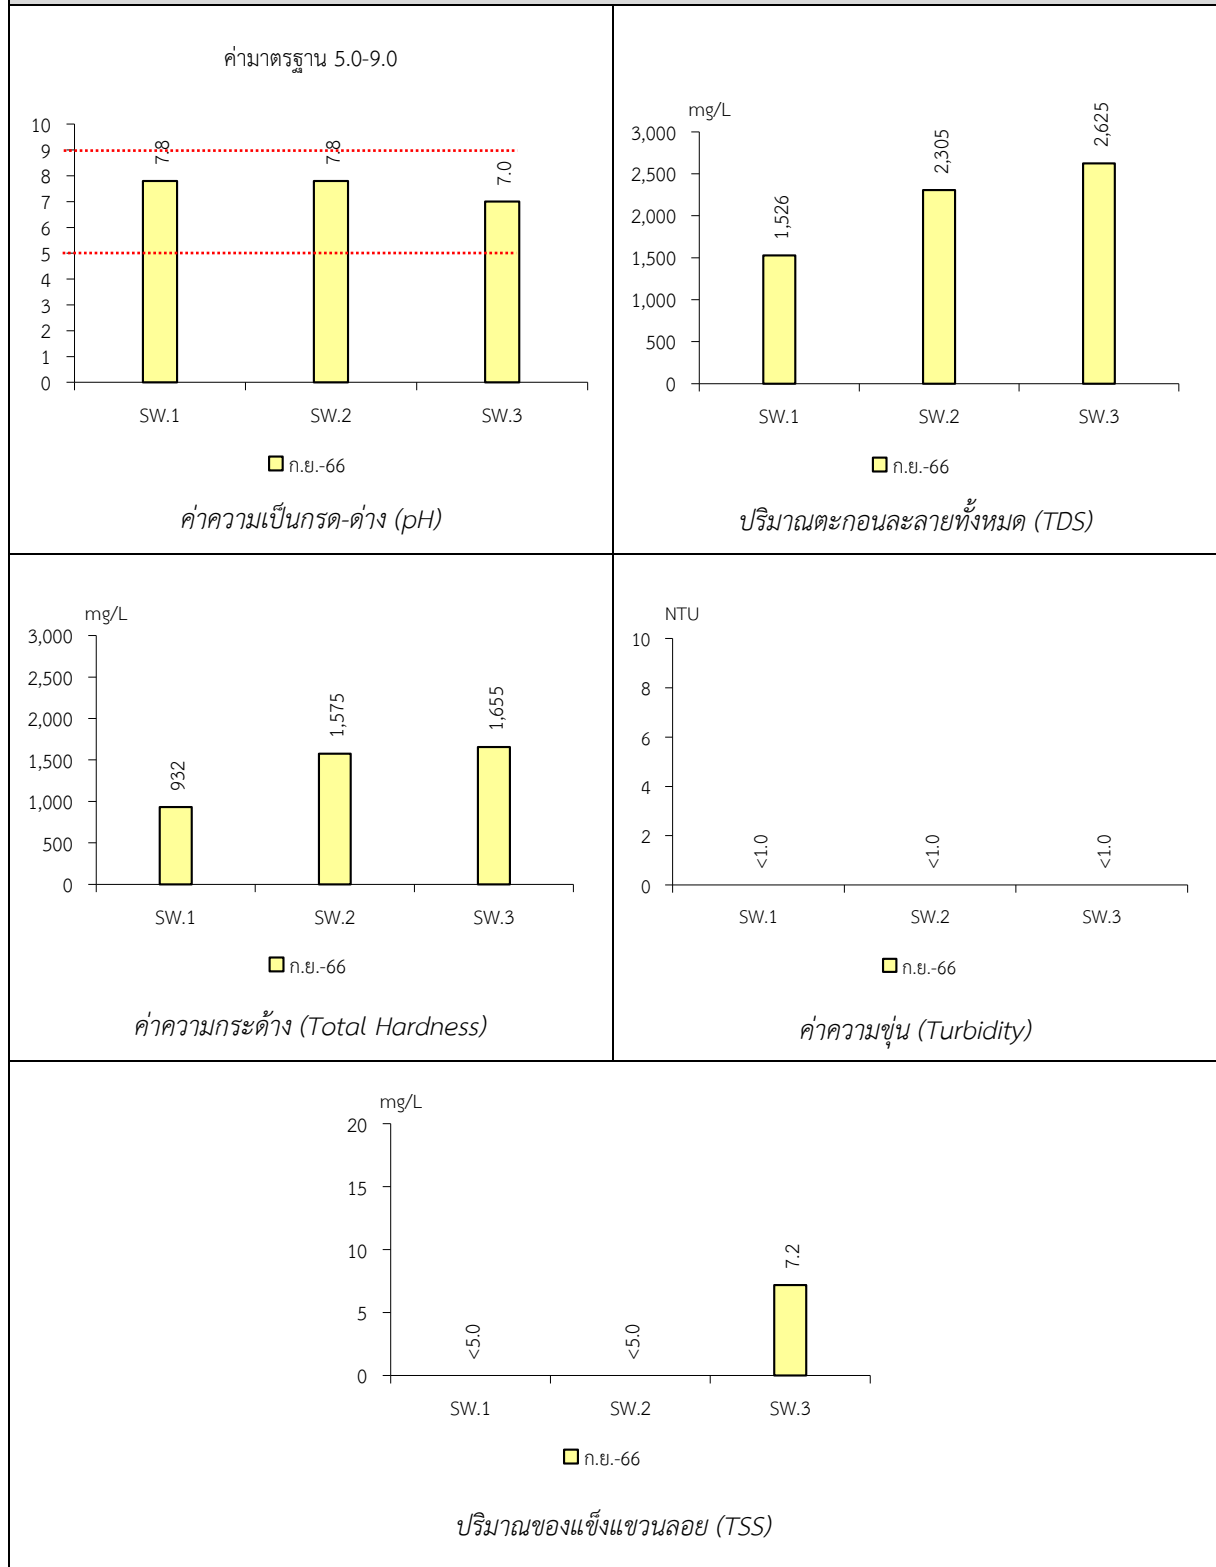 ค่ามาตรฐาน 5.0-9.0
10
9
8
7
6
5
4
3
2
1
0
7.8
7.8
7.0
SW.1 SW.2 SW.3
ก.ย.-66
ค่าความเป็นกรด-ด่าง (pH)
mg/L
3,000
2,500
2,000
1,500
1,000
500
0
1,526
2,305
2,625
SW.1 SW.2 SW.3
ก.ย.-66
ปริมาณตะกอนละลายทั้งหมด (TDS)
mg/L
3,000
2,500
2,000
1,500
1,000
500
0
932
1,575
1,655
SW.1 SW.2 SW.3
ก.ย.-66
ค่าความกระด้าง (Total Hardness)
NTU
10
8
6
4
2
0
<1.0
<1.0
<1.0
SW.1 SW.2 SW.3
ก.ย.-66
ค่าความขุ่น (Turbidity)
mg/L
20
15
10
5
0
<5.0
<5.0
7.2
SW.1 SW.2 SW.3
ก.ย.-66
ปริมาณของแข็งแขวนลอย (TSS)